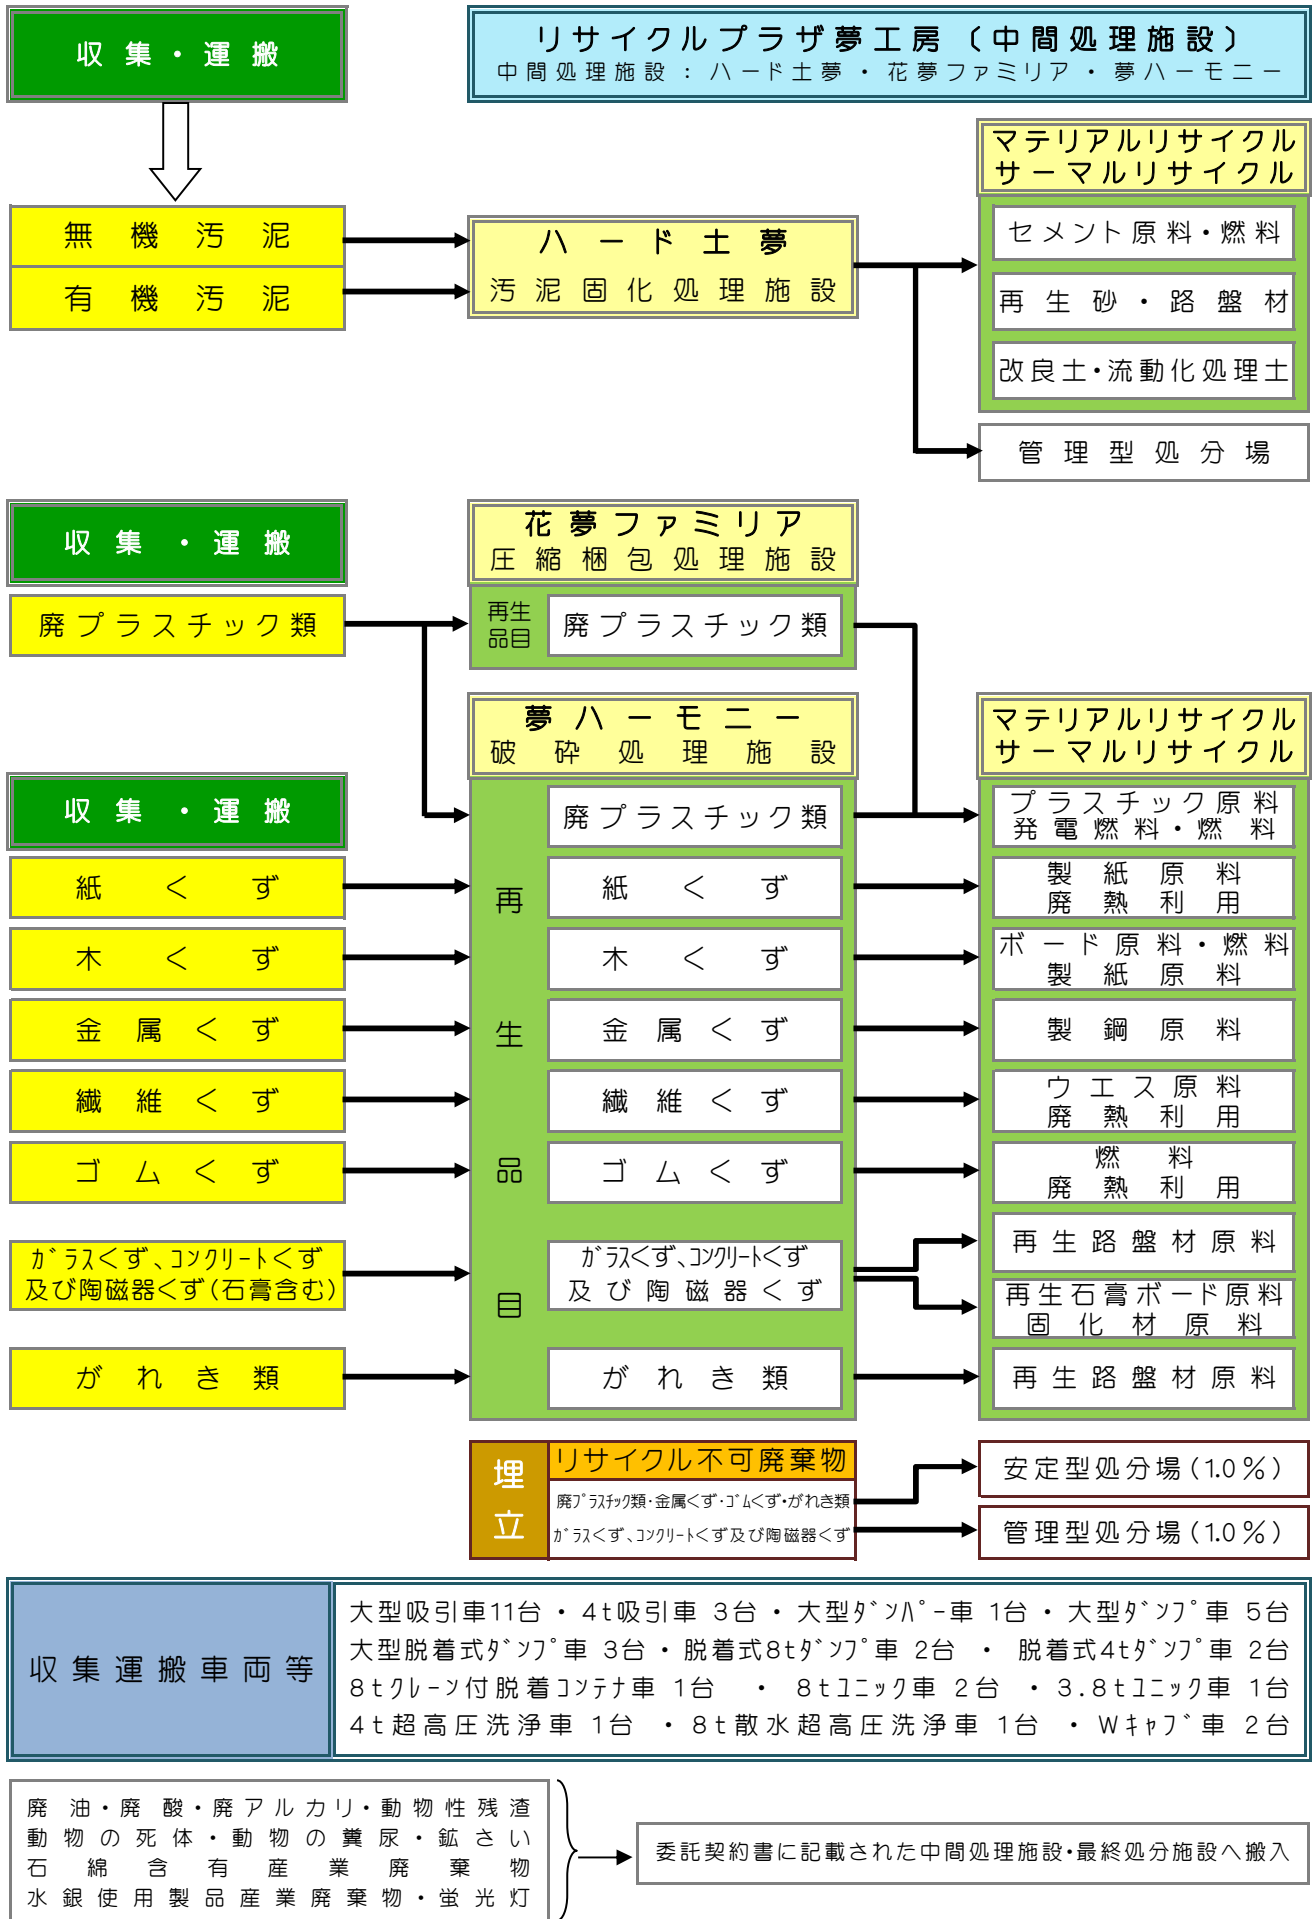 収集・運搬
リサイクルプラザ夢工房（中間処理施設）
中間処理施設：ハード土夢・花夢ファミリア・夢ハーモニー
マテリアルリサイクル
サーマルリサイクル
無機汚泥
有機汚泥
ハード土夢
汚泥固化処理施設
セメント原料・燃料
再生砂・路盤材
改良土・流動化処理土
管理型処分場
収集・運搬
廃プラスチック類
花夢ファミリア
圧縮梱包処理施設
再生
品目
廃プラスチック類
夢ハーモニー
破砕処理施設
マテリアルリサイクル
サーマルリサイクル
収集・運搬
再生品目
廃プラスチック類
プラスチック原料
発電燃料・燃料
紙くず
紙くず
製紙原料
廃熱利用
木くず
木くず
ボード原料・燃料
製紙原料
金属くず
金属くず
製鋼原料
繊維くず
繊維くず
ウエス原料
廃熱利用
ゴムくず
ゴムくず
燃料
廃熱利用
ｶﾞﾗｽくず、ｺﾝｸﾘｰﾄくず
及び陶磁器くず(石膏含む)
ｶﾞﾗｽくず、ｺﾝｸﾘｰﾄくず
及び陶磁器くず
再生路盤材原料
再生石膏ボード原料
固化材原料
がれき類
がれき類
再生路盤材原料
埋立
リサイクル不可廃棄物
廃ﾌﾟﾗｽﾁｯｸ類・金属くず・ｺﾞﾑくず・がれき類
ｶﾞﾗｽくず、ｺﾝｸﾘｰﾄくず及び陶磁器くず
安定型処分場(1.0％)
管理型処分場(1.0％)
収集運搬車両等
大型吸引車11台・4t吸引車 3台・大型ﾀﾞﾝﾊﾟｰ車 1台・大型ﾀﾞﾝﾌﾟ車 5台
大型脱着式ﾀﾞﾝﾌﾟ車 3台・脱着式8tﾀﾞﾝﾌﾟ車 2台 ・ 脱着式4tﾀﾞﾝﾌﾟ車 2台
8tｸﾚｰﾝ付脱着ｺﾝﾃﾅ車 1台 ・ 8tﾕﾆｯｸ車 2台 ・3.8tﾕﾆｯｸ車 1台
4t超高圧洗浄車 1台 ・8t散水超高圧洗浄車 1台 ・Wｷｬﾌﾞ車 2台
廃油・廃酸・廃アルカリ・動物性残渣
動物の死体・動物の糞尿・鉱さい
石綿含有産業廃棄物
水銀使用製品産業廃棄物・蛍光灯
委託契約書に記載された中間処理施設・最終処分施設へ搬入